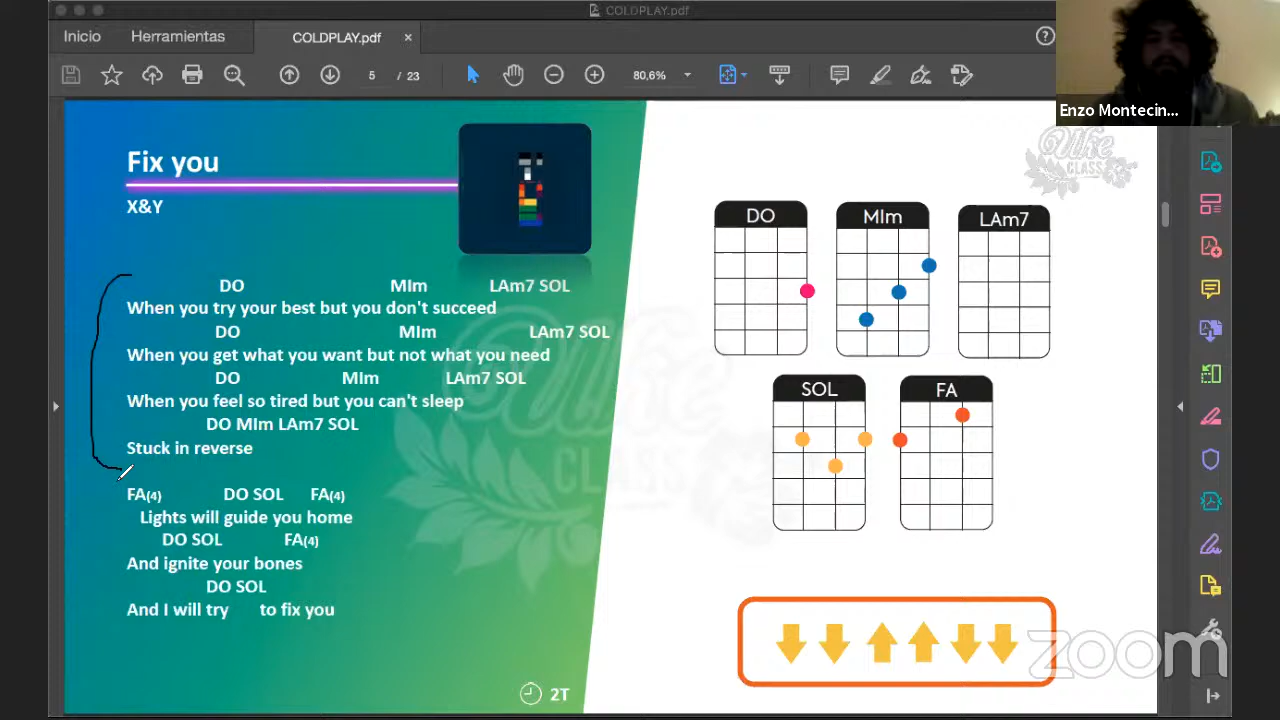 COLDPLAY.pdf
Inicio Herramientas COLDPLAY.pdf ×
5 / 23 80,6%
Enzo Montecin...
Fix you
X&Y
DO MIm LAm7 SOL
When you try your best but you don't succeed
DO MIm LAm7 SOL
When you get what you want but not what you need
DO MIm LAm7 SOL
When you feel so tired but you can't sleep
DO MIm LAm7 SOL
Stuck in reverse
FA(4) DO SOL FA(4)
Lights will guide you home
DO SOL FA(4)
And ignite your bones
DO SOL
And I will try to fix you
2T
Uke
CLASS
DO MIm LAm7
SOL FA
Uke
CLASS
zoom